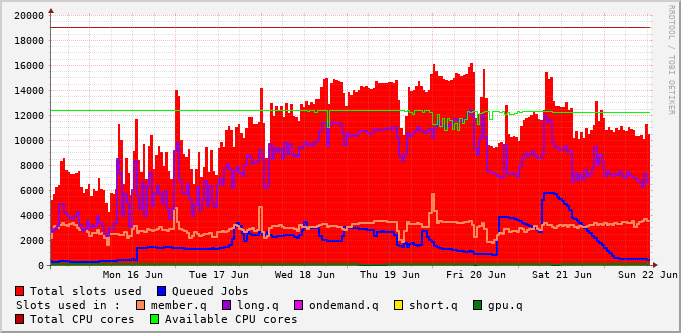 20000
18000
16000
14000
12000
10000
8000
6000
4000
2000
0
Mon 16 Jun Tue 17 Jun Wed 18 Jun Thu 19 Jun Fri 20 Jun Sat 21 Jun Sun 22 Jun
Total slots used Queued Jobs
Slots used in : member.q long.q ondemand.q short.q gpu.q
Total CPU cores Available CPU cores
RRDTOOL / TOBI OETIKER